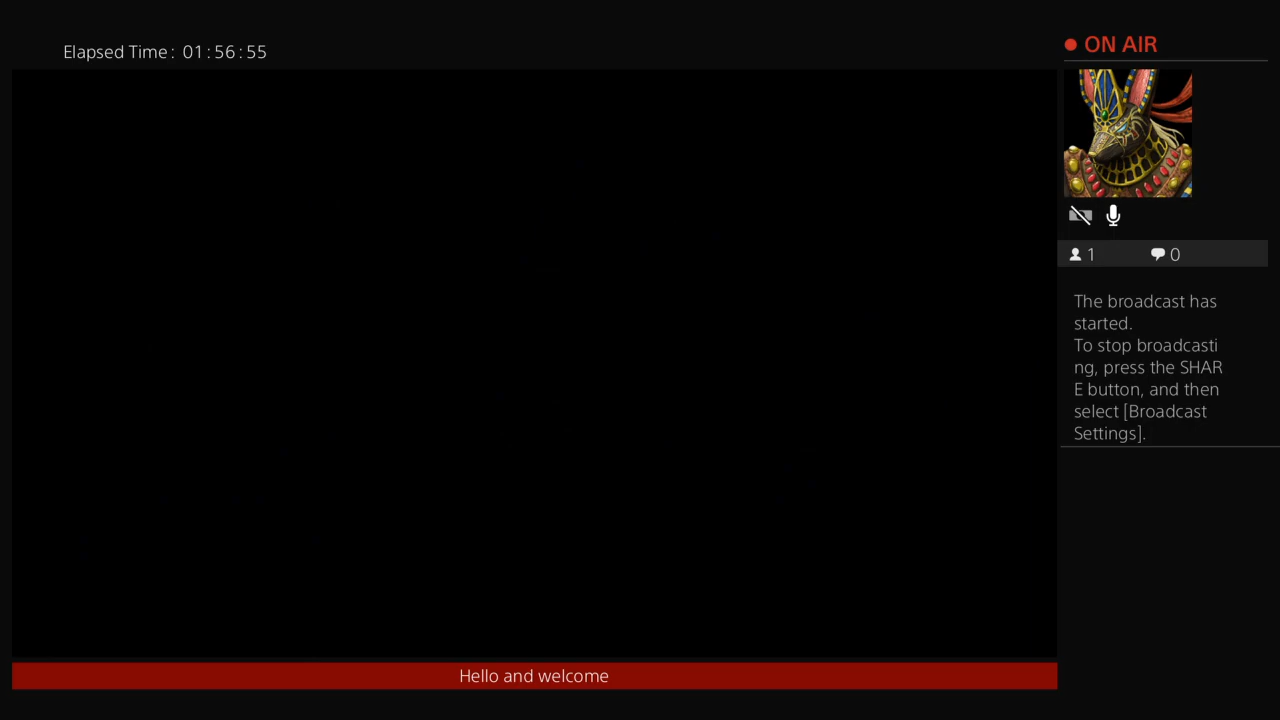 Elapsed Time: 01:56:55
ON AIR
1 0
The broadcast has
started.
To stop broadcasti
ng, press the SHAR
E button, and then
select [Broadcast
Settings].
Hello and welcome